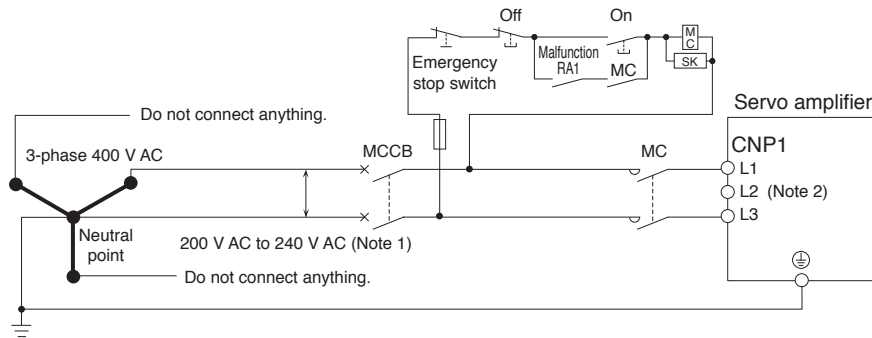 Off
On
Emergency
stop switch
Malfunction
RA1
MC
M
C
SK
Do not connect anything.
3-phase 400 V AC
MCCB
MC
Servo amplifier
CNP1
L1
L2 (Note 2)
L3
Neutral
point
200 V AC to 240 V AC (Note 1)
Do not connect anything.